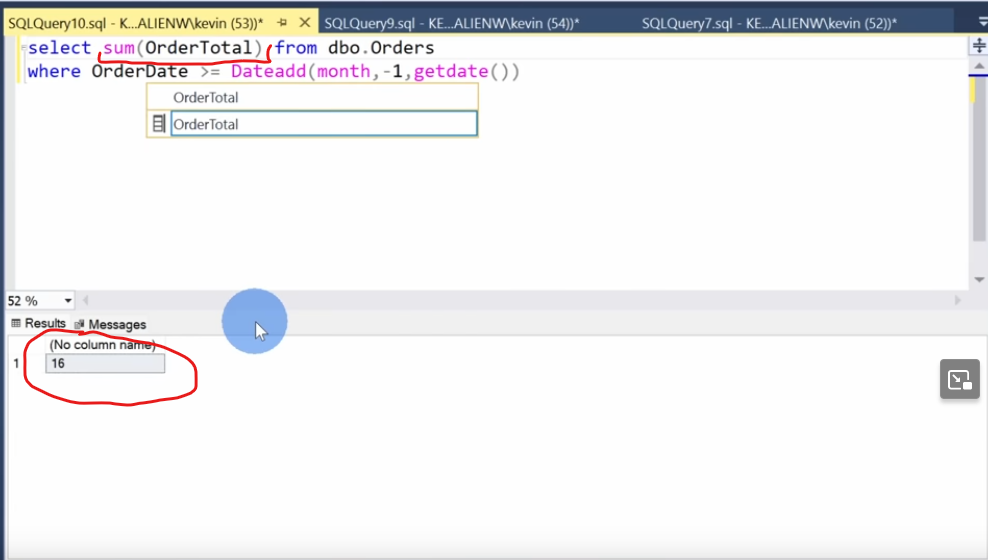 SQLQuery10.sql - K...ALIENW\kevin (53))* SQLQuery9.sql - KE...ALIENW\kevin (54))* SQLQuery7.sql - KE...ALIENW\kevin (52))*
select sum(OrderTotal) from dbo.Orders
where OrderDate >= Dateadd(month,-1,getdate())
OrderTotal
OrderTotal
52 %
Results Messages
(No column name)
1 16